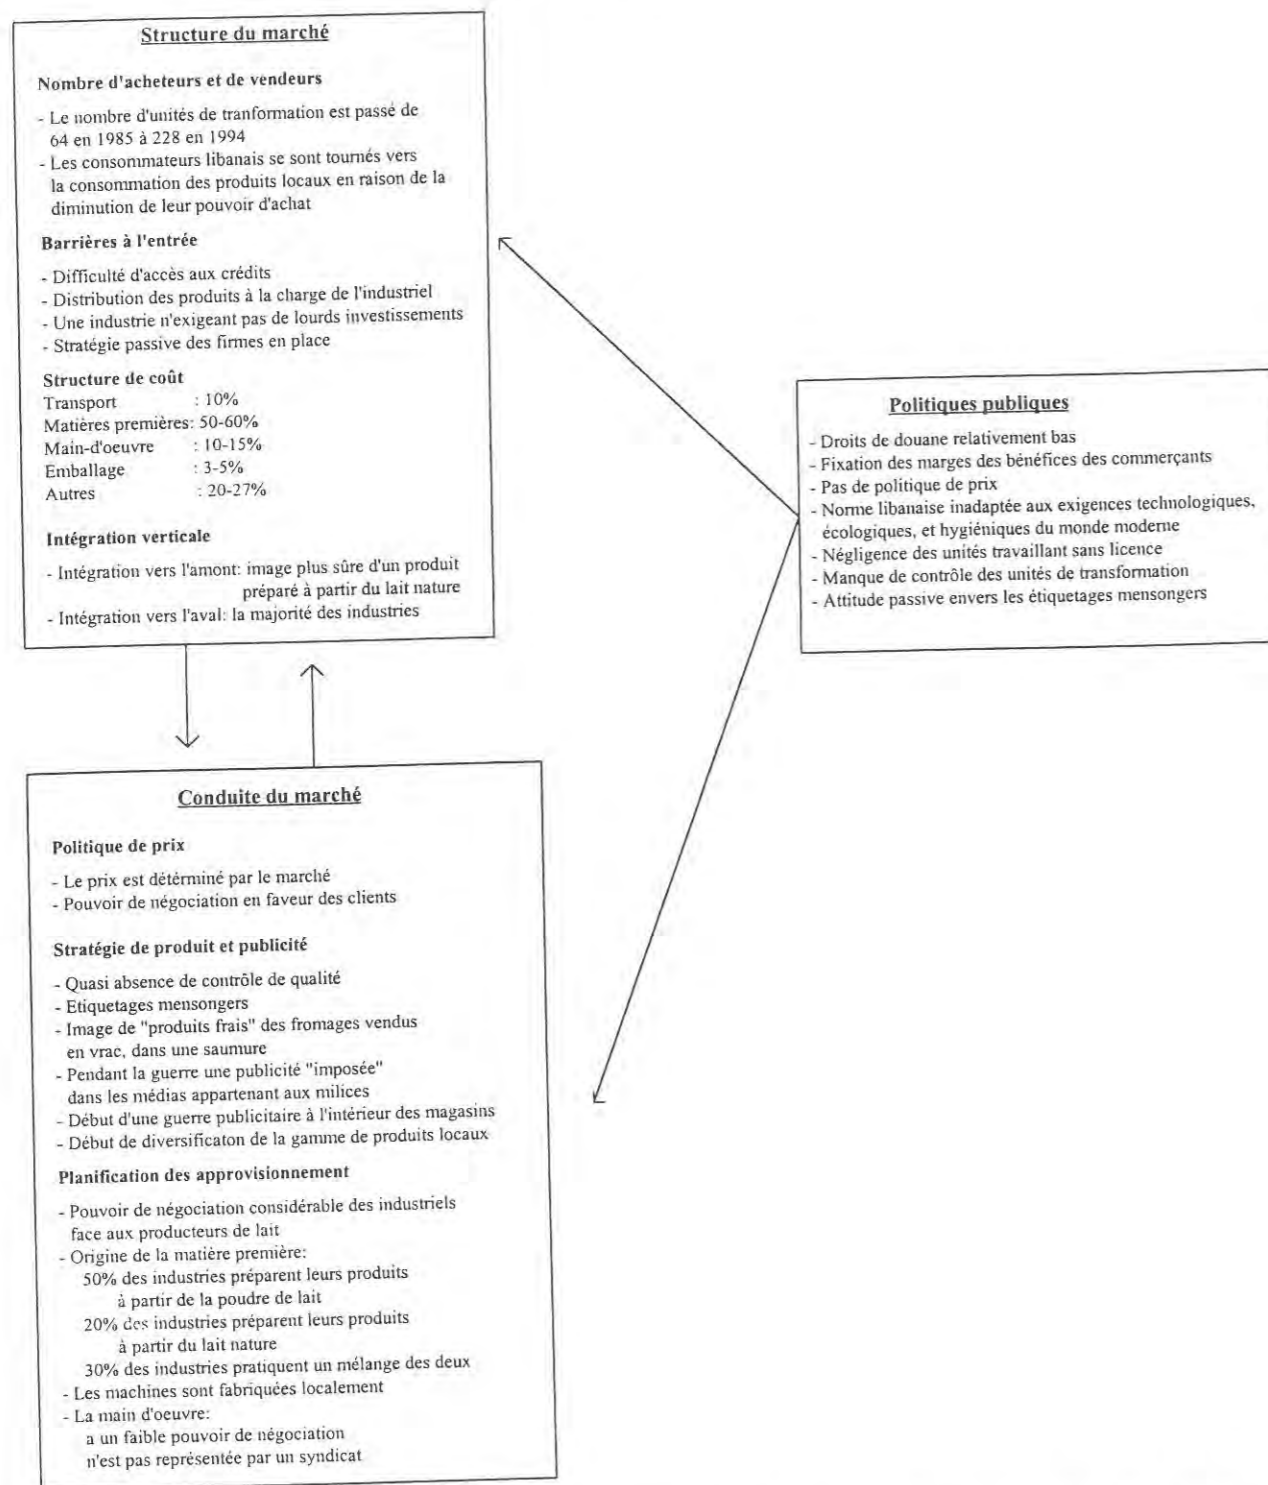 Structure du marché
Nombre d'acheteurs et de vendeurs
- Le nombre d'unités de tranformation est passé de
64 en 1985 à 228 en 1994
- Les consommateurs libanais se sont tournés vers
la consommation des produits locaux en raison de la
diminution de leur pouvoir d'achat
Barrières à l'entrée
- Difficulté d'accès aux crédits
- Distribution des produits à la charge de l'industriel
- Une industrie n'exigeant pas de lourds investissements
- Stratégie passive des firmes en place
Structure de coût
Transport : 10%
Matières premières: 50-60%
Main-d'oeuvre : 10-15%
Emballage : 3-5%
Autres : 20-27%
Intégration verticale
- Intégration vers l'amont: image plus sûre d'un produit
préparé à partir du lait nature
- Intégration vers l'aval: la majorité des industries
Politiques publiques
- Droits de douane relativement bas
- Fixation des marges des bénéfices des commerçants
- Pas de politique de prix
- Norme libanaise inadaptée aux exigences technologiques,
écologiques, et hygiéniques du monde moderne
- Négligence des unités travaillant sans licence
- Manque de contrôle des unités de transformation
- Attitude passive envers les étiquetages mensongers
Conduite du marché
Politique de prix
- Le prix est détérminé par le marché
- Pouvoir de négociation en faveur des clients
Stratégie de produit et publicité
- Quasi absence de contrôle de qualité
- Etiquetages mensongers
- Image de "produits frais" des fromages vendus
en vrac, dans une saumure
- Pendant la guerre une publicité "imposée"
dans les médias appartenant aux milices
- Début d'une guerre publicitaire à l'intérieur des magasins
- Début de diversificaton de la gamme de produits locaux
Planification des approvisionnement
- Pouvoir de négociation considérable des industriels
face aux producteurs de lait
- Origine de la matière première:
50% des industries préparent leurs produits
à partir de la poudre de lait
20% des industries préparent leurs produits
à partir du lait nature
30% des industries pratiquent un mélange des deux
- Les machines sont fabriquées localement
- La main d'oeuvre:
a un faible pouvoir de négociation
n'est pas représentée par un syndicat